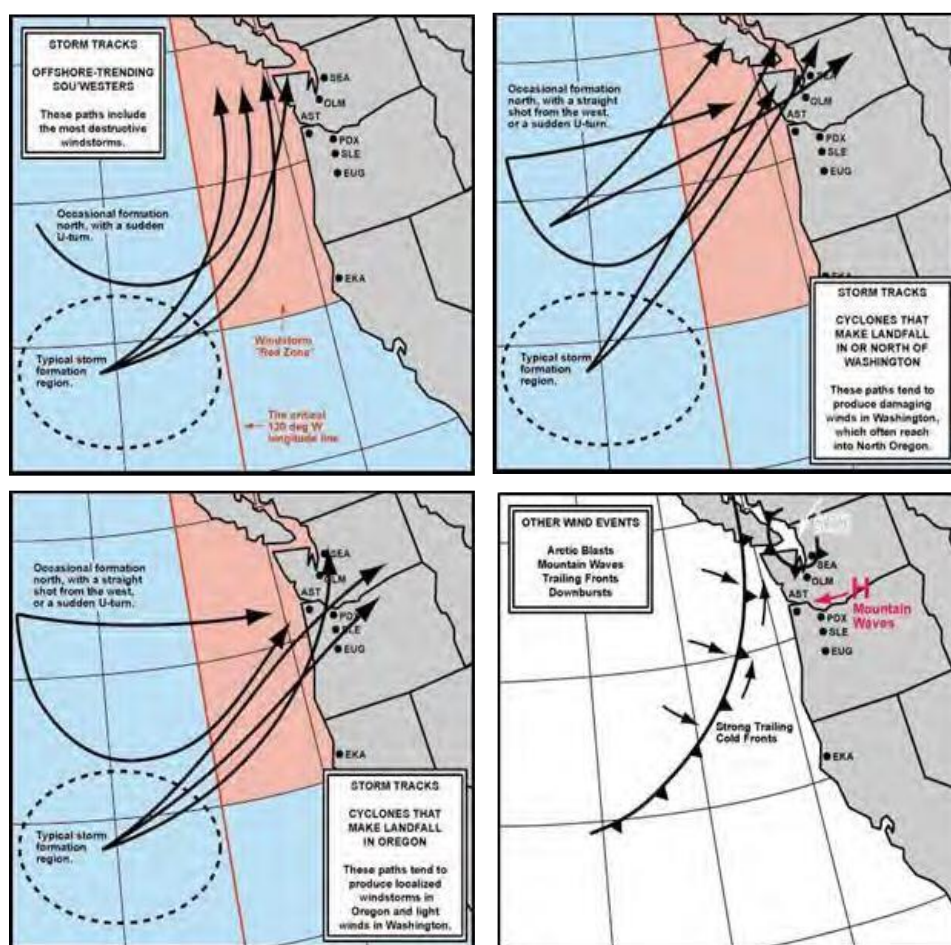 STORM TRACKS
OFFSHORE-TRENDING
SOU'WESTERS
These paths include
the most destructive
windstorms.
SEA
OLM
AST
PDX
SLE
EUG
Occasional formation
north, with a sudden
U-turn.
EKA
Windstorm
"Red Zone"
Typical storm
formation
region.
The critical
130 deg W
longitude line
Occasional formation
north, with a straight
shot from the west,
or a sudden U-turn.
SEA
OLM
AST
PDX
SLE
EUG
EKA
STORM TRACKS
CYCLONES THAT
MAKE LANDFALL
IN OR NORTH OF
WASHINGTON
These paths tend to
produce damaging
winds in Washington,
which often reach
into North Oregon.
Typical storm
formation
region.
Occasional formation
north, with a straight
shot from the west,
or a sudden U-turn.
SEA
OLM
AST
PDX
SLE
EUG
EKA
Typical storm
formation
region.
STORM TRACKS
CYCLONES THAT
MAKE LANDFALL
IN OREGON
These paths tend to
produce localized
windstorms in
Oregon and light
winds in Washington.
OTHER WIND EVENTS
Arctic Blasts
Mountain Waves
Trailing Fronts
Downbursts
SEA
OLM
AST
H
Mountain
Waves
PDX
SLE
EUG
Strong Trailing
Cold Fronts
EKA